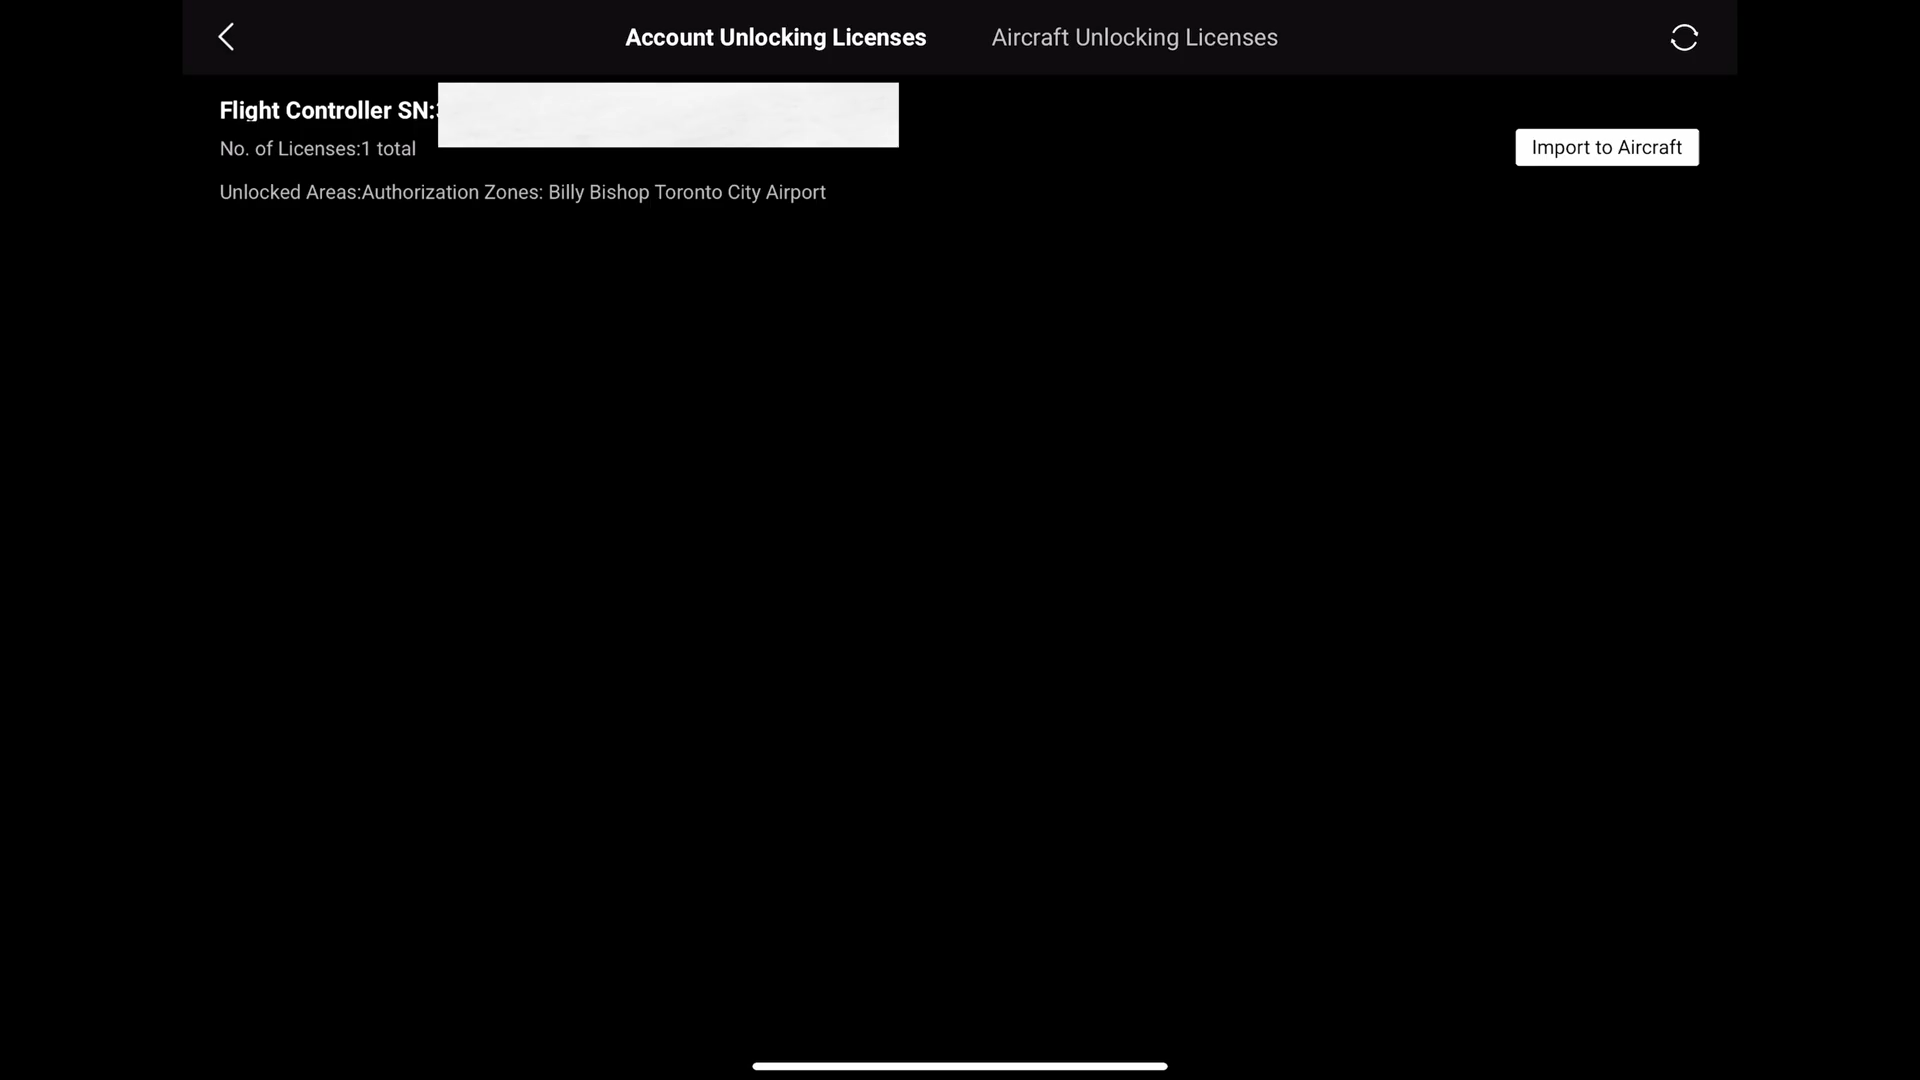 Account Unlocking Licenses
Aircraft Unlocking Licenses
Flight Controller SN:
No. of Licenses:1 total
Import to Aircraft
Unlocked Areas:Authorization Zones: Billy Bishop Toronto City Airport